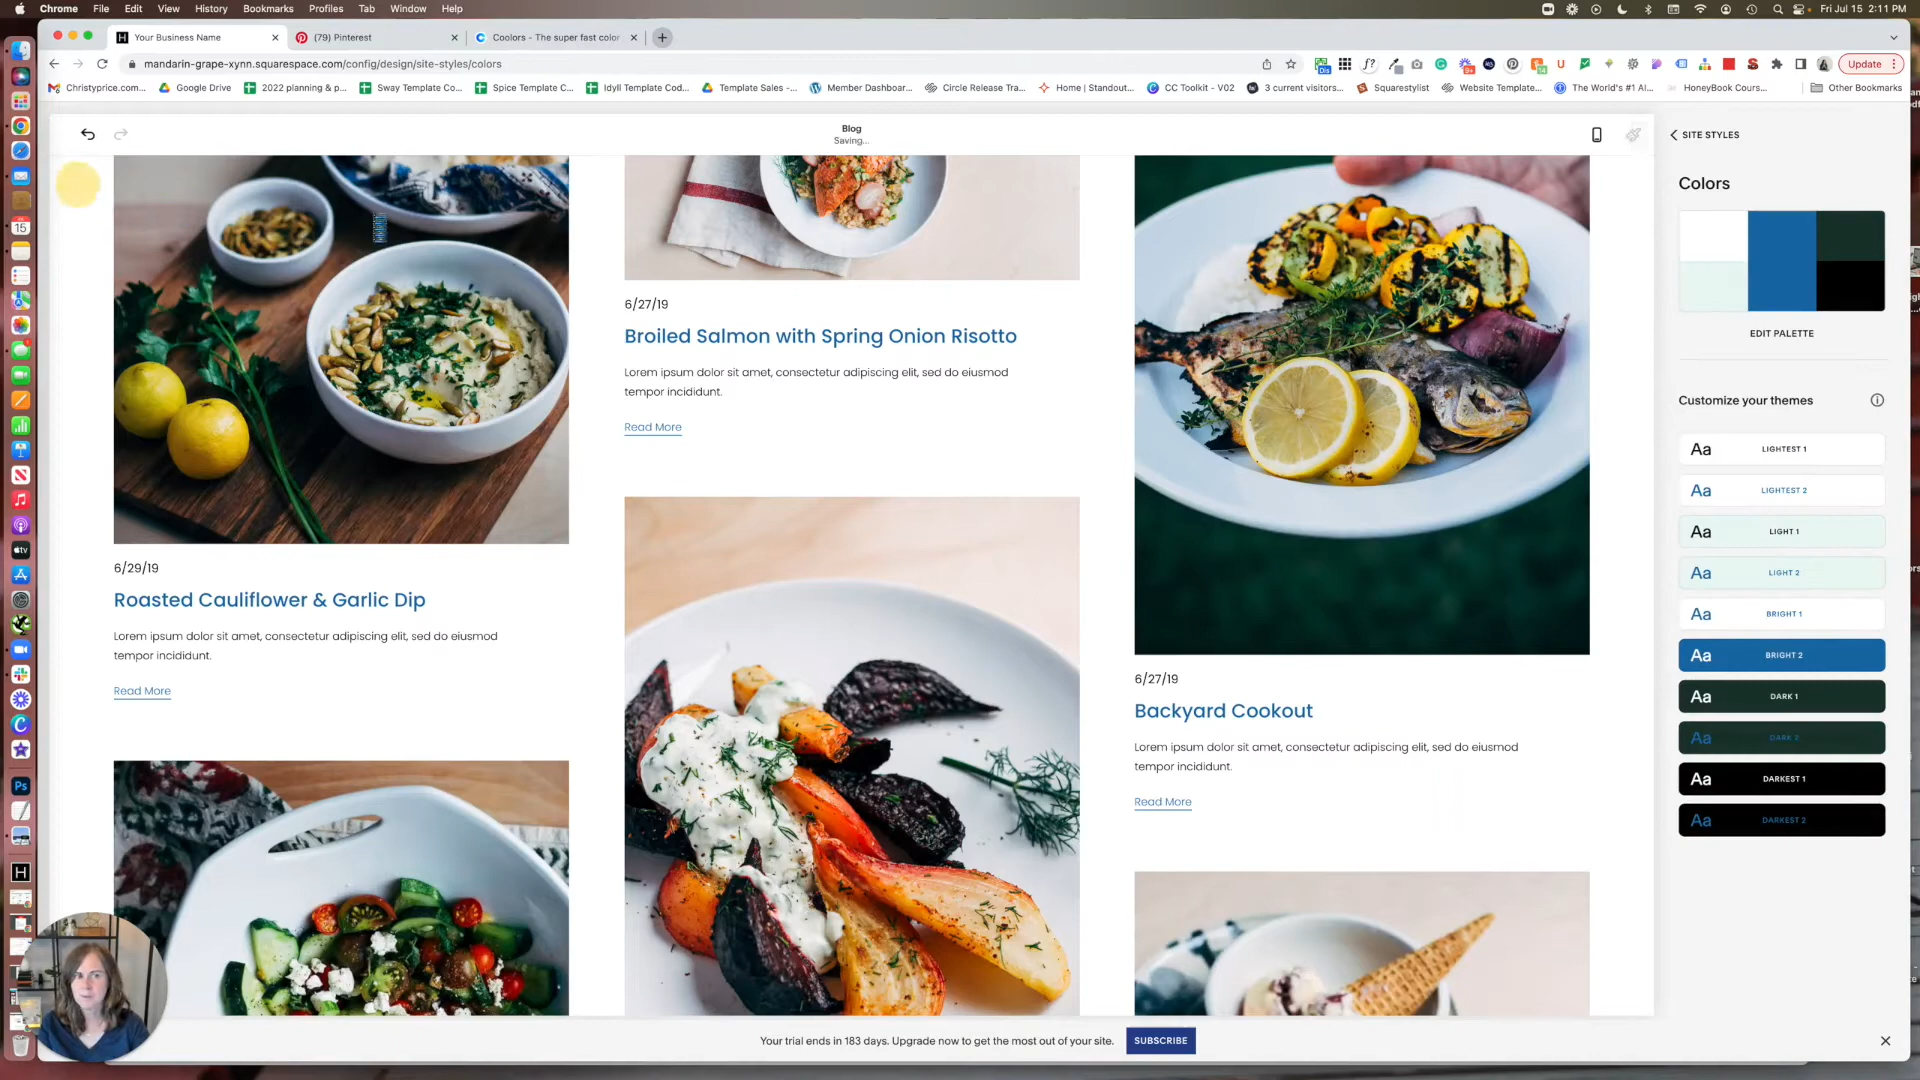 Chrome File Edit View History Bookmarks Profiles Tab Window Help Fri Jul 15 2:11 PM
H Your Business Name (79) Pinterest Coolors - The super fast color
mandarin-grape-xynn.squarespace.com/config/design/site-styles/colors Update
Christyprice.com... Google Drive 2022 planning & p... Sway Template Co... Spice Template C... Idyll Template Cod... Template Sales -... Member Dashboar... Circle Release Tra... Home | Standout... CC Toolkit - V02 3 current visitors... Squarestylist Website Template... The World's #1 Al... HoneyBook Cours... Other Bookmarks
Blog
Saving...
6/29/19
Roasted Cauliflower & Garlic Dip
Lorem ipsum dolor sit amet, consectetur adipiscing elit, sed do eiusmod
tempor incididunt.
Read More
6/27/19
Broiled Salmon with Spring Onion Risotto
Lorem ipsum dolor sit amet, consectetur adipiscing elit, sed do eiusmod
tempor incididunt.
Read More
6/27/19
Backyard Cookout
Lorem ipsum dolor sit amet, consectetur adipiscing elit, sed do eiusmod
tempor incididunt.
Read More
SITE STYLES
Colors
EDIT PALETTE
Customize your themes
Aa LIGHTEST 1
Aa LIGHTEST 2
Aa LIGHT 1
Aa LIGHT 2
Aa BRIGHT 1
Aa BRIGHT 2
Aa DARK 1
Aa DARK 2
Aa DARKEST 1
Aa DARKEST 2
Your trial ends in 183 days. Upgrade now to get the most out of your site. SUBSCRIBE